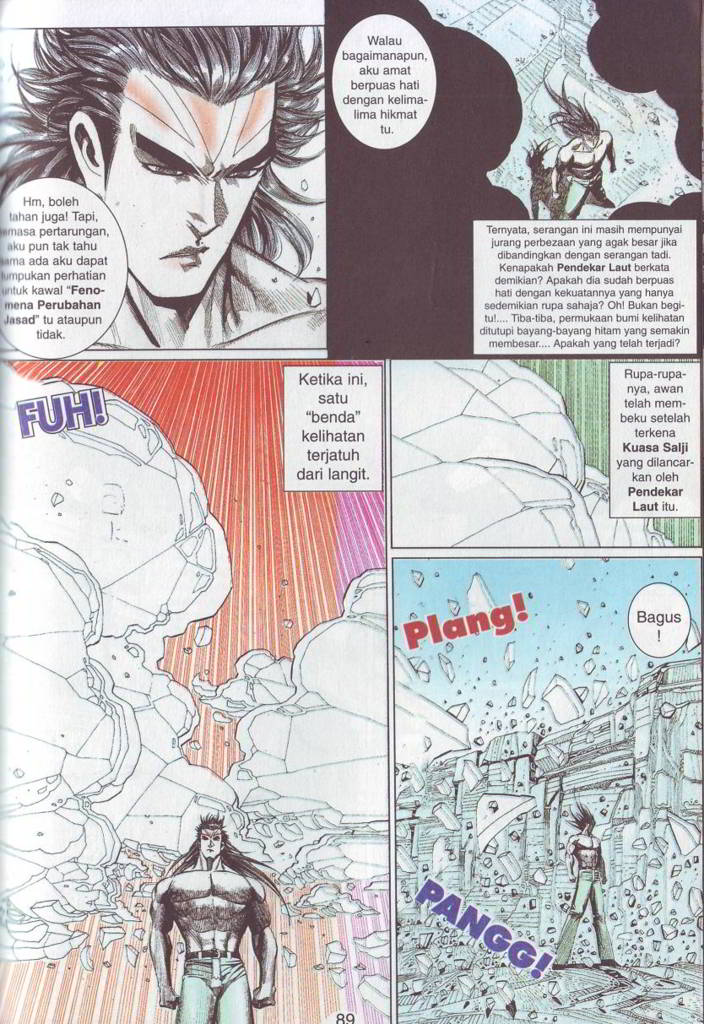 Walau
bagaimanapun,
aku amat
berpuas hati
dengan kelima-
lima hikmat
tu.
Hm, boleh
tahan juga! Tapi,
masa pertarungan,
aku pun tak tahu
sama ada aku dapat
tumpukan perhatian
untuk kawal “Feno-
mena Perubahan
Jasad” tu ataupun
tidak.
Ternyata, serangan ini masih mempunyai
jurang perbezaan yang agak besar jika
dibandingkan dengan serangan tadi.
Kenapakah Pendekar Laut berkata
demikian? Apakah dia sudah berpuas
hati dengan kekuatannya yang hanya
sedemikian rupa sahaja? Oh! Bukan begi-
tu!.... Tiba-tiba, permukaan bumi kelihatan
ditutupi bayang-bayang hitam yang semakin
membesar.... Apakah yang telah terjadi?
FUH!
Ketika ini,
satu
“benda”
kelihatan
terjatuh
dari langit.
Rupa-rupa-
nya, awan
telah mem-
beku setelah
terkena
Kuasa Salji
yang dilancar-
kan oleh
Pendekar
Laut itu.
Plang!
Bagus
!
PANGG!
89